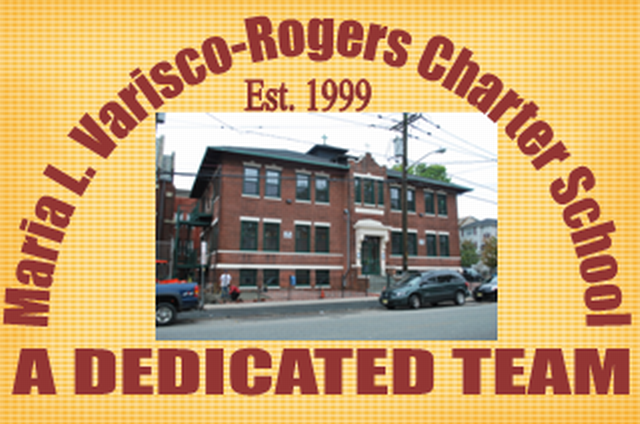 Maria L. Varisco-Rogers Charter School
Est. 1999
A DEDICATED TEAM